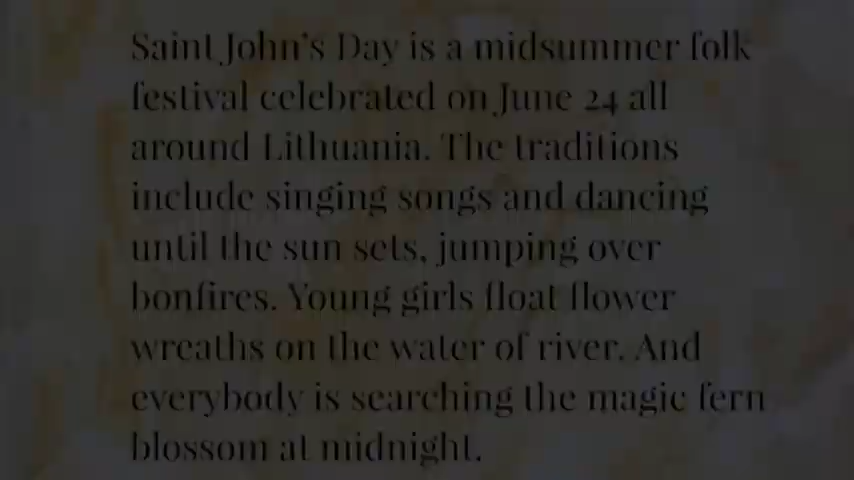 Saint John's Day is a midsummer folk
festival celebrated on June 24 all
around Lithuania. The traditions
include singing songs and dancing
until the sun sets, jumping over
bonfires. Young girls float flower
wreaths on the water of river. And
everybody is searching the magic fern
blossom at midnight.